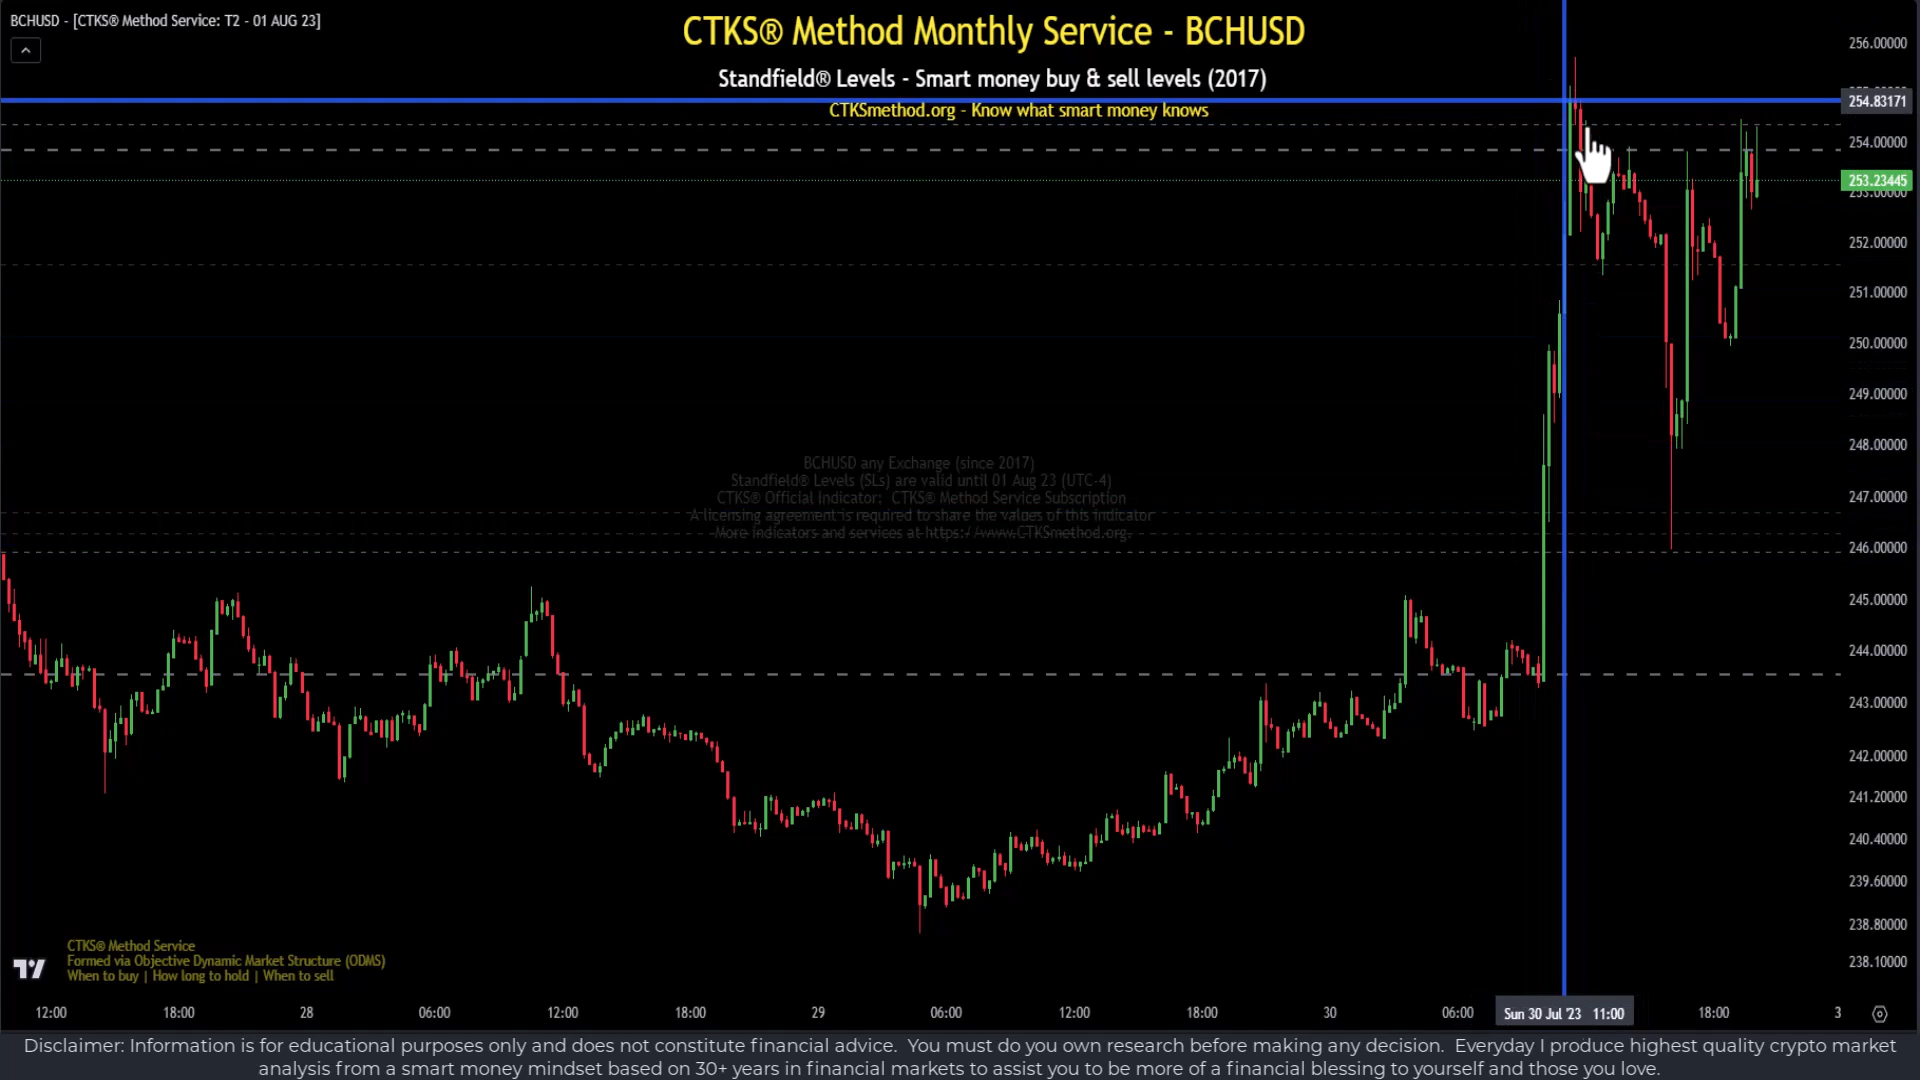 BCHUSD - [CTKS® Method Service: T2 - 01 AUG 23]
CTKS® Method Monthly Service - BCHUSD
Standfield® Levels - Smart money buy & sell levels (2017)
CTKSmethod.org - Know what smart money knows
256.00000
254.83171
254.00000
253.23445
252.00000
251.00000
250.00000
249.00000
248.00000
247.00000
246.00000
245.00000
244.00000
243.00000
242.00000
241.20000
240.40000
239.60000
238.80000
238.10000
BCHUSD any Exchange (since 2017)
Standfield® Levels (SLs) are valid until 01 Aug 23 (UTC-4)
CTKS® Official Indicator: CTKS® Method Service Subscription
A licensing agreement is required to share the values of this indicator
More indicators and services at https://www.CTKSmethod.org.
CTKS® Method Service
Formed via Objective Dynamic Market Structure (ODMS)
When to buy | How long to hold | When to sell
12:00 18:00 28 06:00 12:00 18:00 29 06:00 12:00 18:00 30 06:00 Sun 30 Jul '23 11:00 18:00 3
Disclaimer: Information is for educational purposes only and does not constitute financial advice. You must do you own research before making any decision. Everyday I produce highest quality crypto market
analysis from a smart money mindset based on 30+ years in financial markets to assist you to be more of a financial blessing to yourself and those you love.